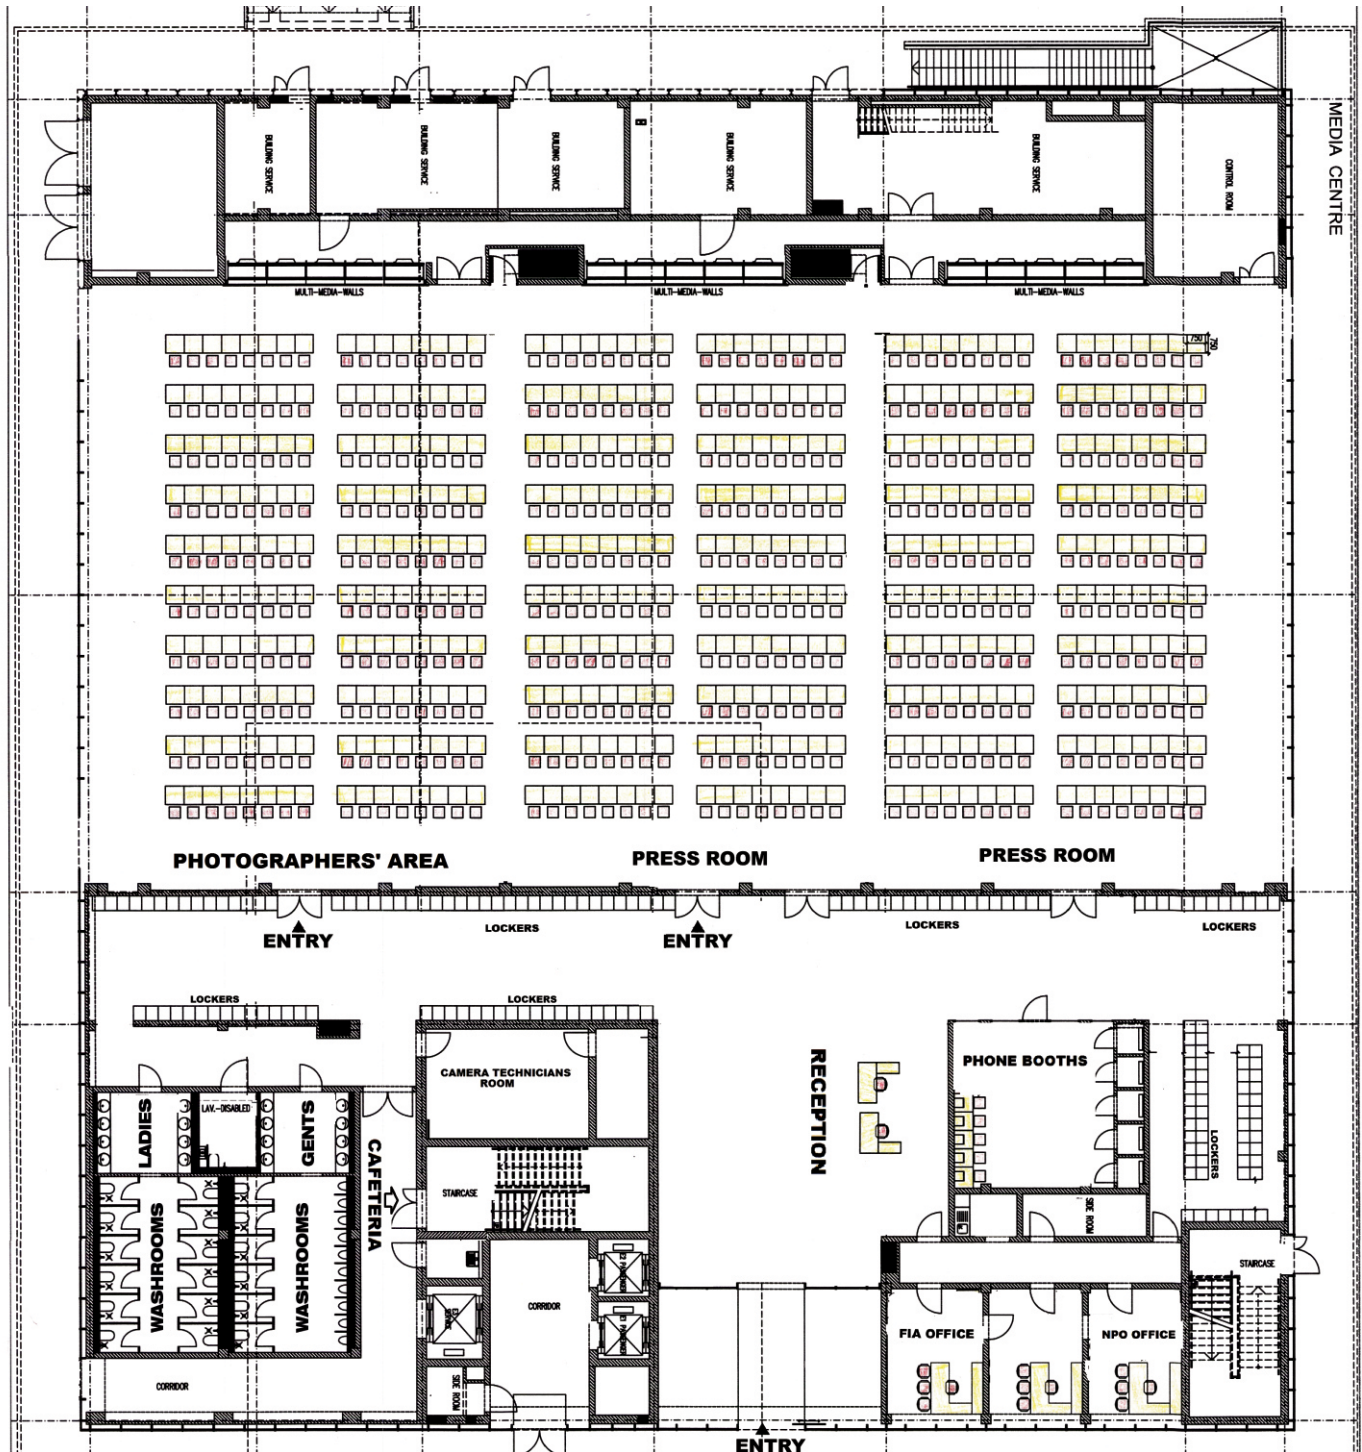 MEDIA CENTRE
BUILDING SERVICE
BUILDING SERVICE
BUILDING SERVICE
BUILDING SERVICE
BUILDING SERVICE
CONTROL ROOM
MULTI-MEDIA-WALLS
MULTI-MEDIA-WALLS
MULTI-MEDIA-WALLS
750
750
PHOTOGRAPHERS' AREA
PRESS ROOM
PRESS ROOM
ENTRY
LOCKERS
ENTRY
LOCKERS
LOCKERS
LOCKERS
LOCKERS
CAMERA TECHNICIANS
ROOM
RECEPTION
PHONE BOOTHS
LADIES
LAV.-DISABLED
GENTS
CAFETERIA
LOCKERS
STAIRCASE
SIDE ROOM
WASHROOMS
WASHROOMS
STAIRCASE
CORRIDOR
FIA OFFICE
NPO OFFICE
CORRIDOR
SIDE ROOM
ENTRY